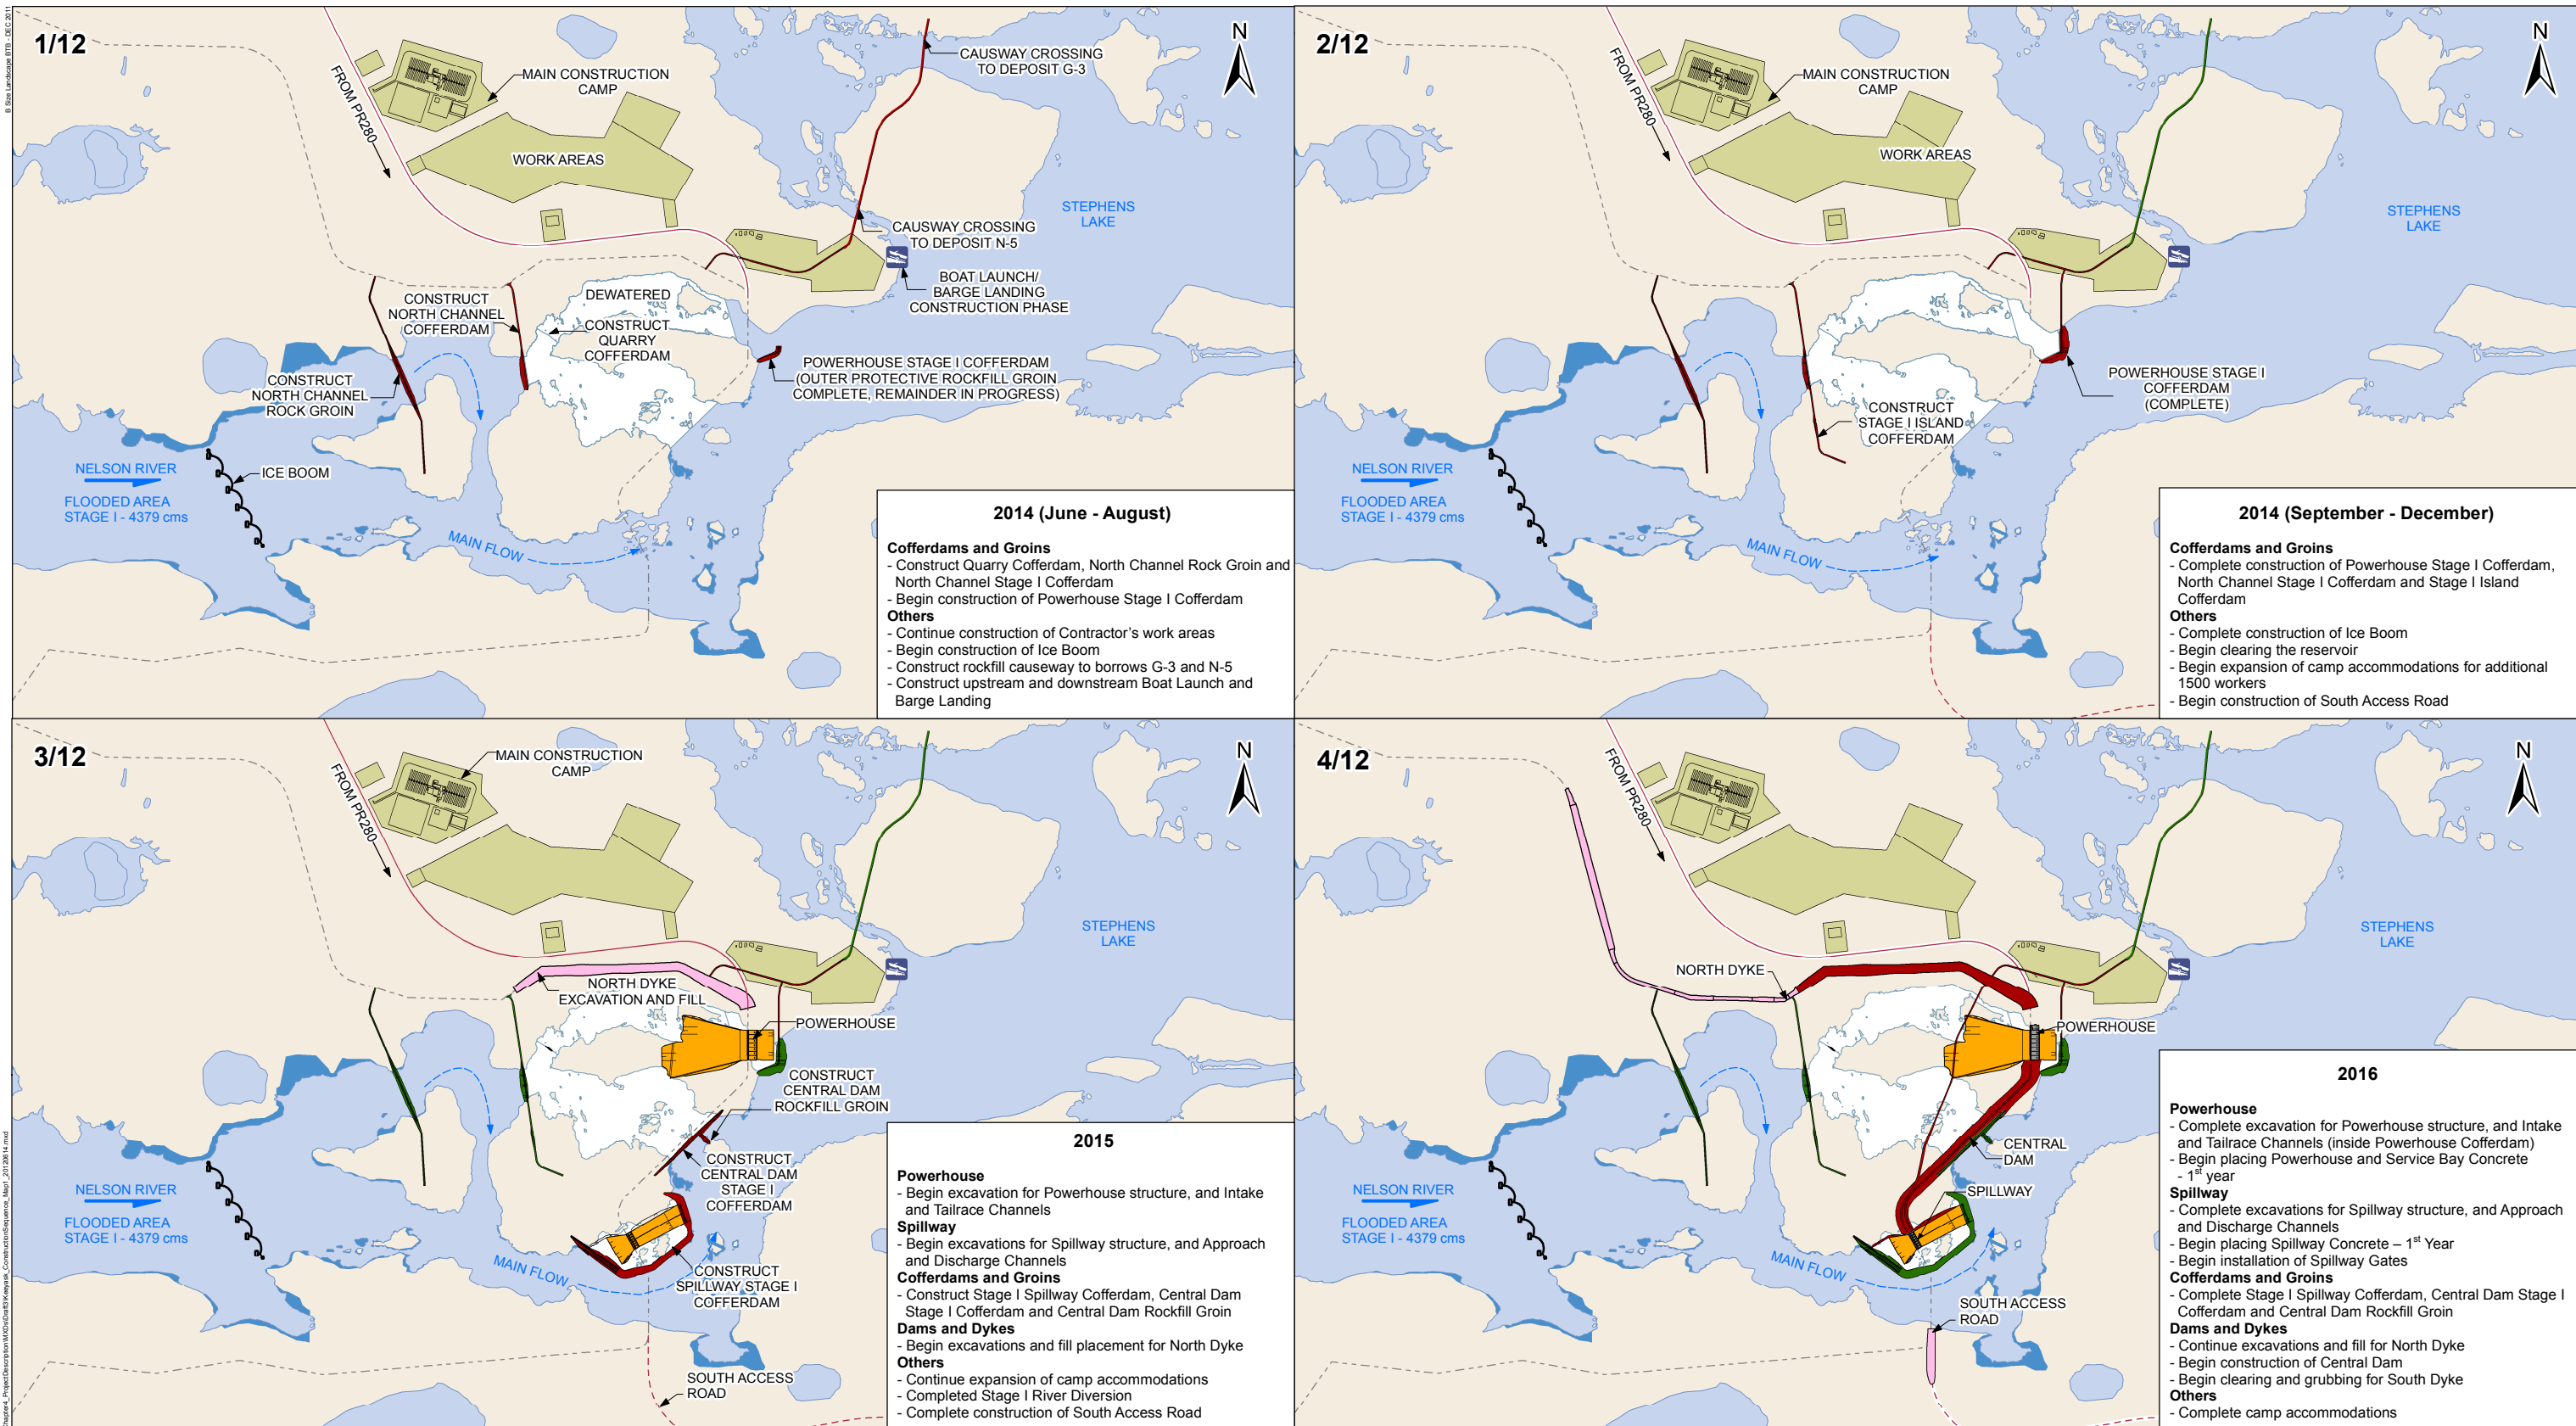 B Size Landscape BTB - DEC 2011
1/12
FROM PR280
MAIN CONSTRUCTION
CAMP
WORK AREAS
CAUSWAY CROSSING
TO DEPOSIT G-3
N
STEPHENS
LAKE
CAUSWAY CROSSING
TO DEPOSIT N-5
BOAT LAUNCH/
BARGE LANDING
CONSTRUCTION PHASE
CONSTRUCT
NORTH CHANNEL
COFFERDAM
DEWATERED
CONSTRUCT
QUARRY
COFFERDAM
POWERHOUSE STAGE I COFFERDAM
(OUTER PROTECTIVE ROCKFILL GROIN
COMPLETE, REMAINDER IN PROGRESS)
CONSTRUCT
NORTH CHANNEL
ROCK GROIN
ICE BOOM
NELSON RIVER
FLOODED AREA
STAGE I - 4379 cms
MAIN FLOW
2014 (June - August)
Cofferdams and Groins
- Construct Quarry Cofferdam, North Channel Rock Groin and
North Channel Stage I Cofferdam
- Begin construction of Powerhouse Stage I Cofferdam
Others
- Continue construction of Contractor's work areas
- Begin construction of Ice Boom
- Construct rockfill causeway to borrows G-3 and N-5
- Construct upstream and downstream Boat Launch and
Barge Landing
2/12
FROM PR280
MAIN CONSTRUCTION
CAMP
WORK AREAS
N
STEPHENS
LAKE
POWERHOUSE STAGE I
COFFERDAM
(COMPLETE)
CONSTRUCT
STAGE I ISLAND
COFFERDAM
NELSON RIVER
FLOODED AREA
STAGE I - 4379 cms
MAIN FLOW
2014 (September - December)
Cofferdams and Groins
- Complete construction of Powerhouse Stage I Cofferdam,
North Channel Stage I Cofferdam and Stage I Island
Cofferdam
Others
- Complete construction of Ice Boom
- Begin clearing the reservoir
- Begin expansion of camp accommodations for additional
1500 workers
- Begin construction of South Access Road
3/12
FROM PR280
MAIN CONSTRUCTION
CAMP
N
STEPHENS
LAKE
NORTH DYKE
EXCAVATION AND FILL
POWERHOUSE
CONSTRUCT
CENTRAL DAM
ROCKFILL GROIN
CONSTRUCT
CENTRAL DAM
STAGE I
COFFERDAM
CONSTRUCT
SPILLWAY STAGE I
COFFERDAM
NELSON RIVER
FLOODED AREA
STAGE I - 4379 cms
MAIN FLOW
SOUTH ACCESS
ROAD
2015
Powerhouse
- Begin excavation for Powerhouse structure, and Intake
and Tailrace Channels
Spillway
- Begin excavations for Spillway structure, and Approach
and Discharge Channels
Cofferdams and Groins
- Construct Stage I Spillway Cofferdam, Central Dam
Stage I Cofferdam and Central Dam Rockfill Groin
Dams and Dykes
- Begin excavations and fill placement for North Dyke
Others
- Continue expansion of camp accommodations
- Completed Stage I River Diversion
- Complete construction of South Access Road
4/12
FROM PR280
N
STEPHENS
LAKE
NORTH DYKE
POWERHOUSE
CENTRAL
DAM
SPILLWAY
NELSON RIVER
FLOODED AREA
STAGE I - 4379 cms
MAIN FLOW
SOUTH ACCESS
ROAD
2016
Powerhouse
- Complete excavation for Powerhouse structure, and Intake
and Tailrace Channels (inside Powerhouse Cofferdam)
- Begin placing Powerhouse and Service Bay Concrete
- 1st year
Spillway
- Complete excavations for Spillway structure, and Approach
and Discharge Channels
- Begin placing Spillway Concrete – 1st Year
- Begin installation of Spillway Gates
Cofferdams and Groins
- Complete Stage I Spillway Cofferdam, Central Dam Stage I
Cofferdam and Central Dam Rockfill Groin
Dams and Dykes
- Continue excavations and fill for North Dyke
- Begin construction of Central Dam
- Begin clearing and grubbing for South Dyke
Others
- Complete camp accommodations